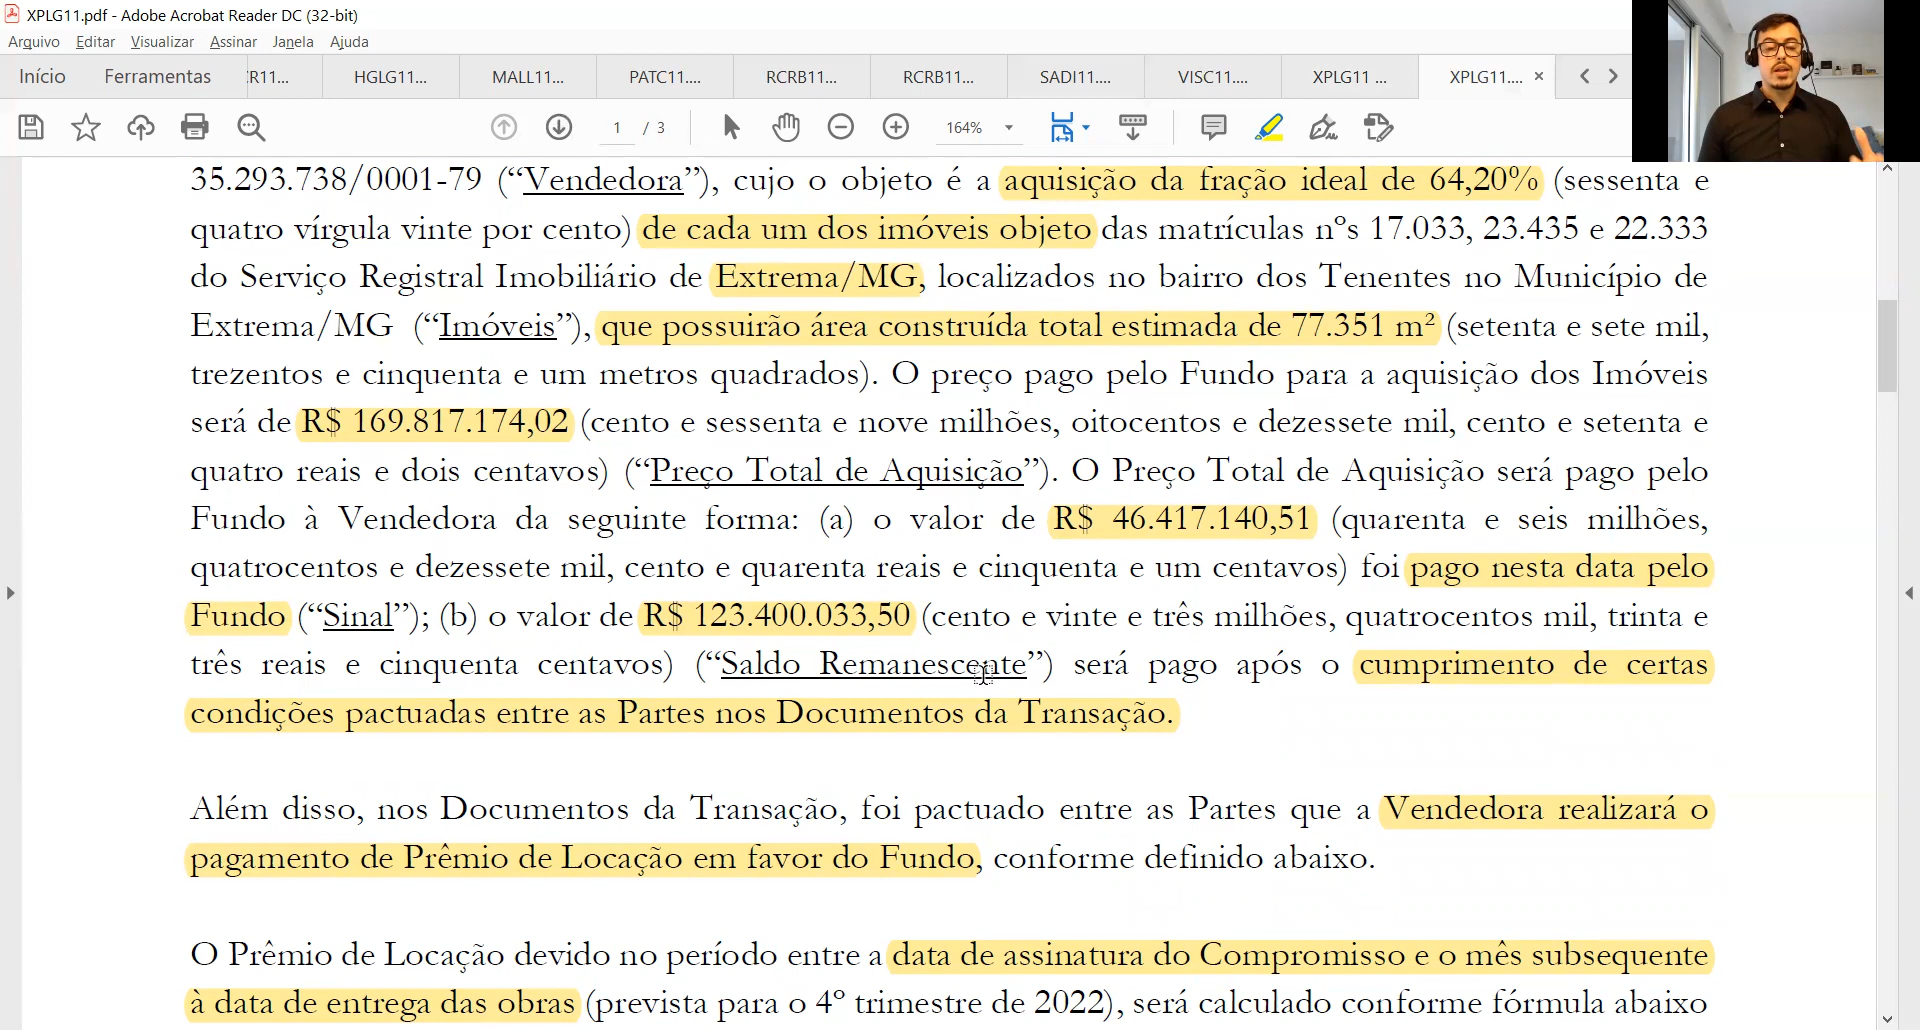 XPLG11.pdf - Adobe Acrobat Reader DC (32-bit)
Arquivo Editar Visualizar Assinar Janela Ajuda
Início Ferramentas R11... HGLG11... MALL11... PATC11.... RCRB11... RCRB11... SADI11.... VISC11.... XPLG11 ... XPLG11.... ×
1 / 3 164%
35.293.738/0001-79 (“Vendedora”), cujo o objeto é a aquisição da fração ideal de 64,20% (sessenta e
quatro vírgula vinte por cento) de cada um dos imóveis objeto das matrículas nºs 17.033, 23.435 e 22.333
do Serviço Registral Imobiliário de Extrema/MG, localizados no bairro dos Tenentes no Município de
Extrema/MG (“Imóveis”), que possuirão área construída total estimada de 77.351 m² (setenta e sete mil,
trezentos e cinquenta e um metros quadrados). O preço pago pelo Fundo para a aquisição dos Imóveis
será de R$ 169.817.174,02 (cento e sessenta e nove milhões, oitocentos e dezessete mil, cento e setenta e
quatro reais e dois centavos) (“Preço Total de Aquisição”). O Preço Total de Aquisição será pago pelo
Fundo à Vendedora da seguinte forma: (a) o valor de R$ 46.417.140,51 (quarenta e seis milhões,
quatrocentos e dezessete mil, cento e quarenta reais e cinquenta e um centavos) foi pago nesta data pelo
Fundo (“Sinal”); (b) o valor de R$ 123.400.033,50 (cento e vinte e três milhões, quatrocentos mil, trinta e
três reais e cinquenta centavos) (“Saldo Remanescente”) será pago após o cumprimento de certas
condições pactuadas entre as Partes nos Documentos da Transação.
Além disso, nos Documentos da Transação, foi pactuado entre as Partes que a Vendedora realizará o
pagamento de Prêmio de Locação em favor do Fundo, conforme definido abaixo.
O Prêmio de Locação devido no período entre a data de assinatura do Compromisso e o mês subsequente
à data de entrega das obras (prevista para o 4º trimestre de 2022), será calculado conforme fórmula abaixo